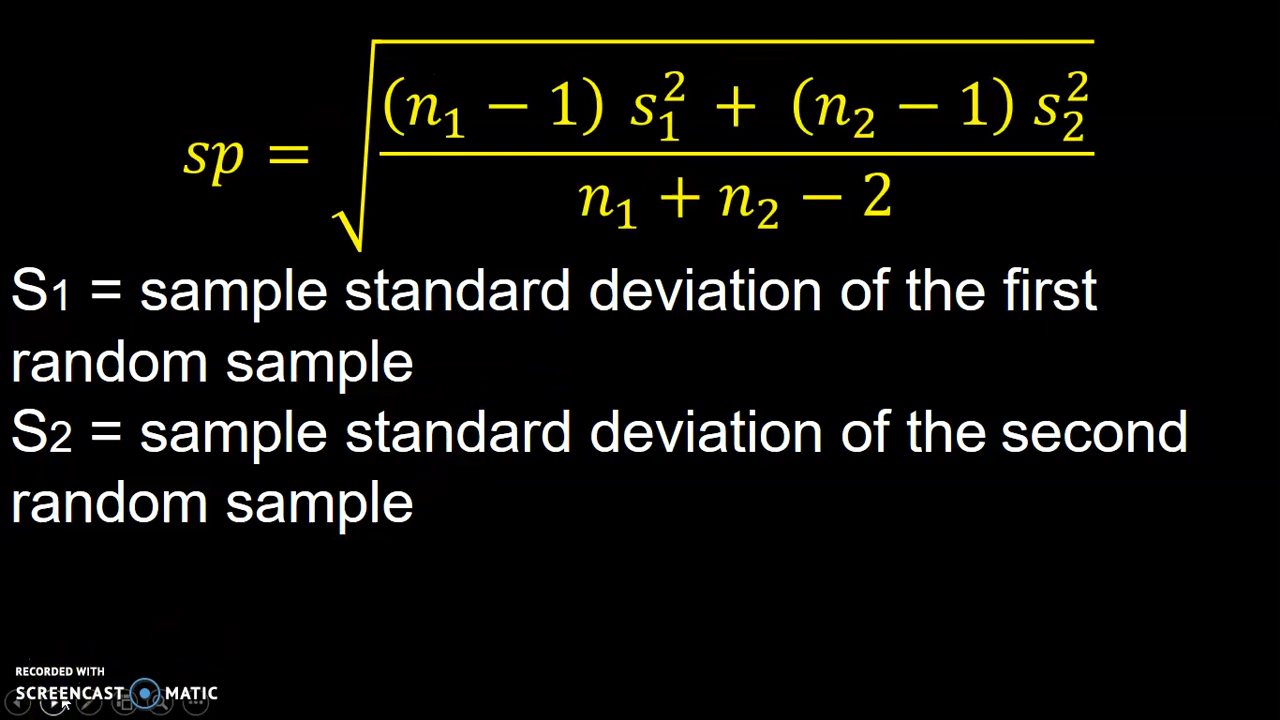 sp = √(((n₁ − 1) s₁² + (n₂ − 1) s₂²) / (n₁ + n₂ − 2))
S1 = sample standard deviation of the first
random sample
S2 = sample standard deviation of the second
random sample
RECORDED WITH
SCREENCAST MATIC